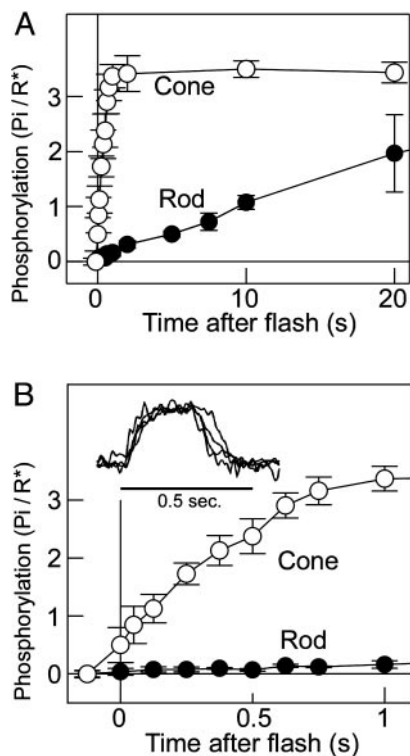 A
Phosphorylation (Pi / R*)
3
2
1
0
Cone
Rod
0
10
20
Time after flash (s)
B
Phosphorylation (Pi / R*)
3
2
1
0
0.5 sec.
Cone
Rod
0
0.5
1
Time after flash (s)